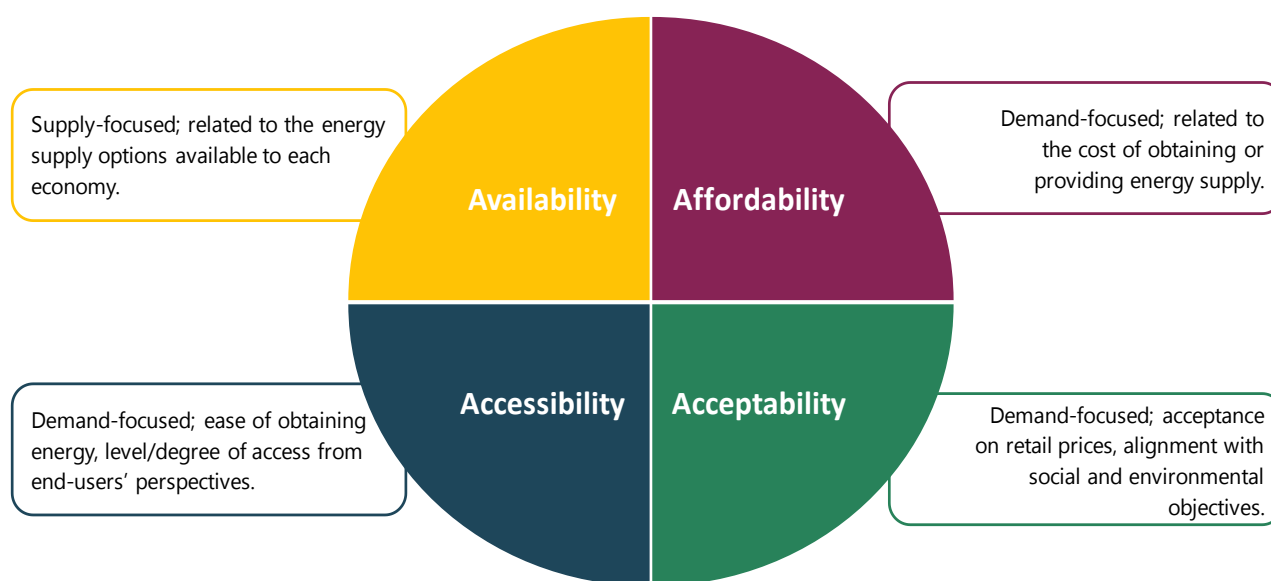 Supply-focused; related to the energy
supply options available to each
economy.
Availability
Affordability
Demand-focused; related to
the cost of obtaining or
providing energy supply.
Demand-focused; ease of obtaining
energy, level/degree of access from
end-users’ perspectives.
Accessibility
Acceptability
Demand-focused; acceptance
on retail prices, alignment with
social and environmental
objectives.